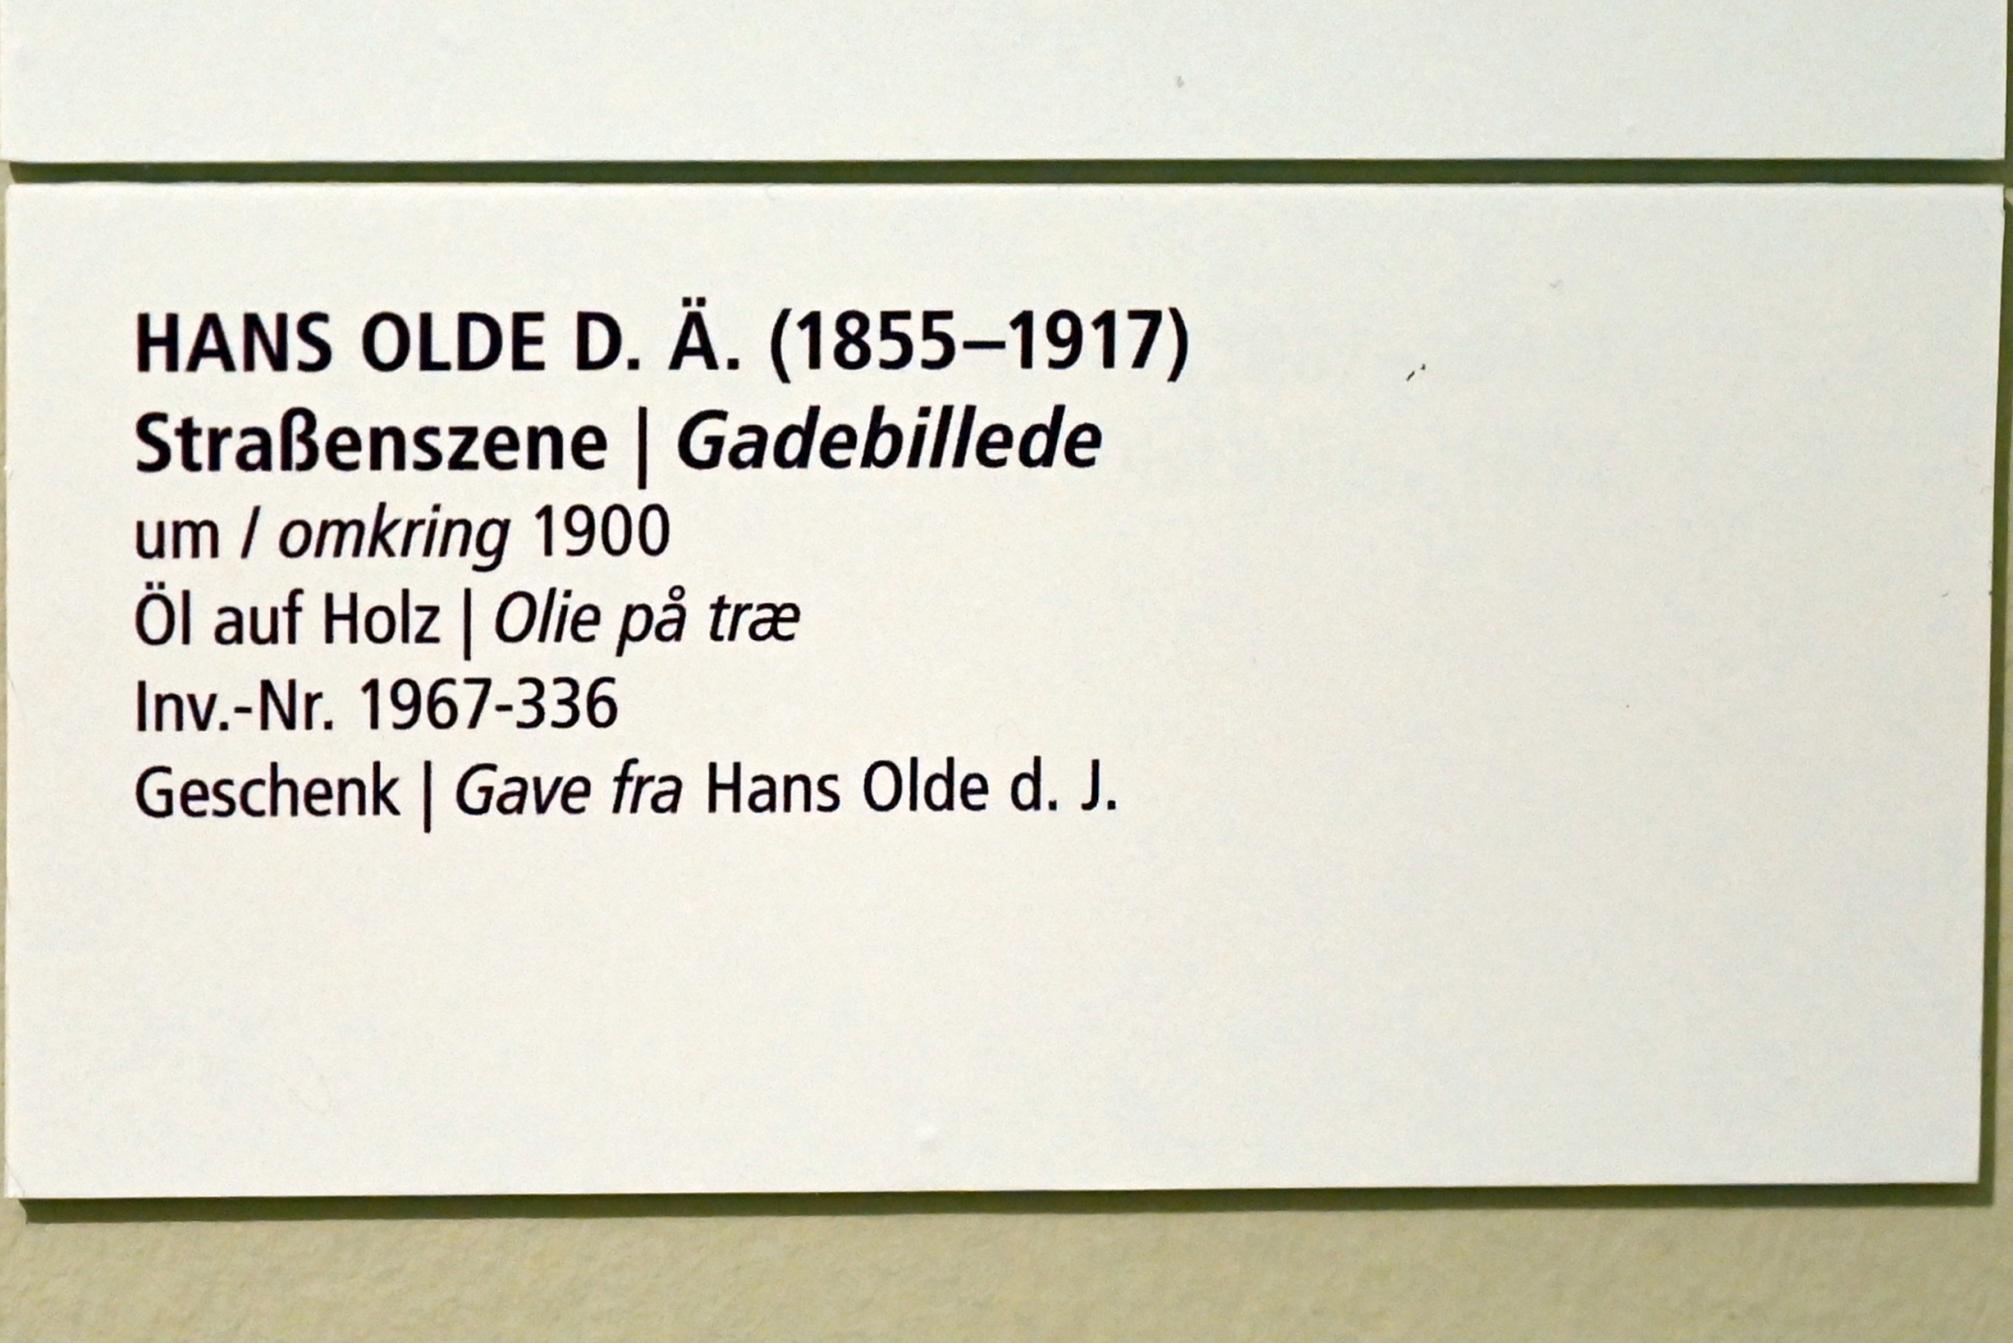 HANS OLDE D. Ä. (1855–1917)
Straßenszene | Gadebillede
um / omkring 1900
Öl auf Holz | Olie på træ
Inv.-Nr. 1967-336
Geschenk | Gave fra Hans Olde d. J.